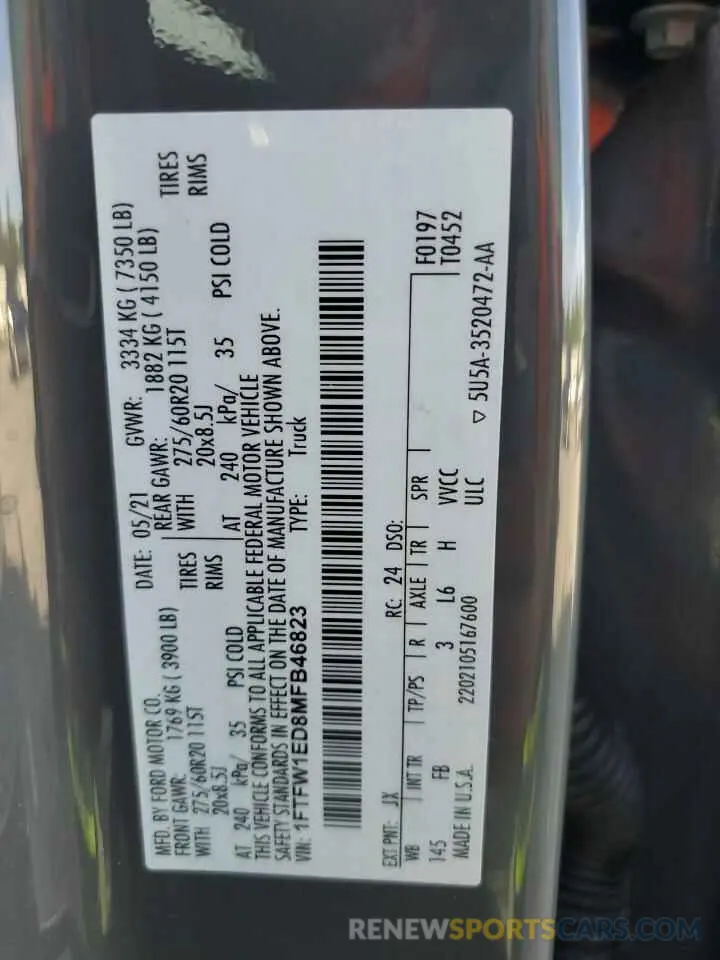 MFD. BY FORD MOTOR CO.
DATE: 05/21 GVWR: 3334 KG ( 7350 LB)
FRONT GAWR: 1769 KG ( 3900 LB) REAR GAWR: 1882 KG ( 4150 LB)
WITH 275/60R20 115T TIRES WITH 275/60R20 115T TIRES
20x8.5J RIMS 20x8.5J RIMS
AT 240 kPa/ 35 PSI COLD AT 240 kPa/ 35 PSI COLD
THIS VEHICLE CONFORMS TO ALL APPLICABLE FEDERAL MOTOR VEHICLE
SAFETY STANDARDS IN EFFECT ON THE DATE OF MANUFACTURE SHOWN ABOVE.
VIN: 1FTFW1ED8MFB46823 TYPE: Truck
EXT PNT: JX RC: 24 DSO: F0197
WB INT TR TP/PS R AXLE TR SPR T0452
145 FB 3 L6 H VVCC
MADE IN U.S.A. 2202105167600 ULC
▽ 5U5A-3520472-AA
RENEWSPORTSCARS.COM